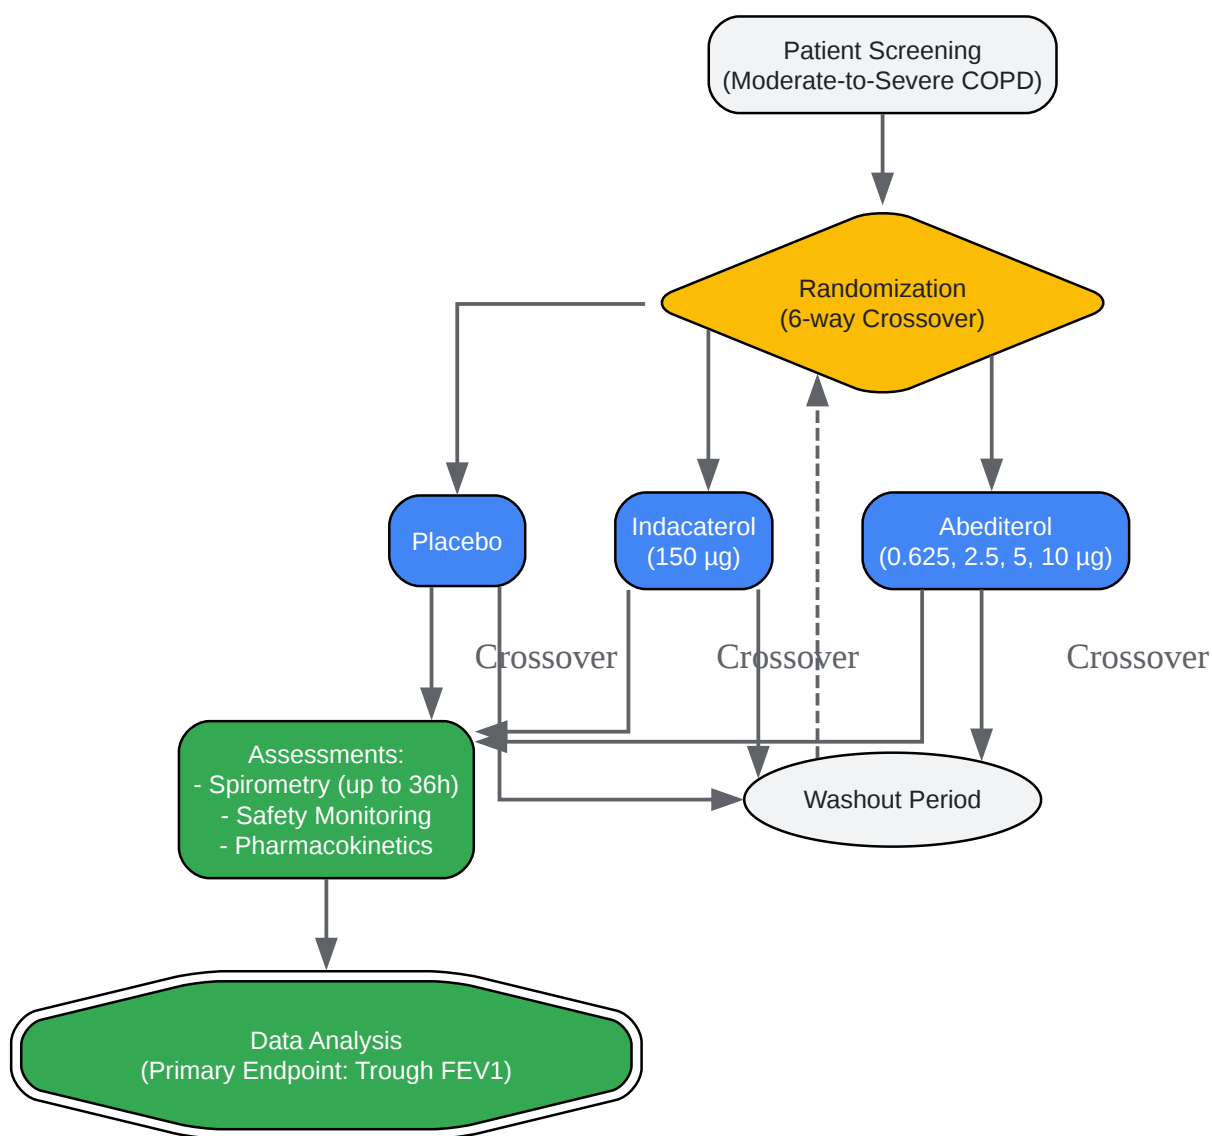 Patient Screening
(Moderate-to-Severe COPD)
Randomization
(6-way Crossover)
Placebo
Indacaterol
(150 µg)
Abediterol
(0.625, 2.5, 5, 10 µg)
Crossover
Crossover
Crossover
Assessments:
- Spirometry (up to 36h)
- Safety Monitoring
- Pharmacokinetics
Washout Period
Data Analysis
(Primary Endpoint: Trough FEV1)